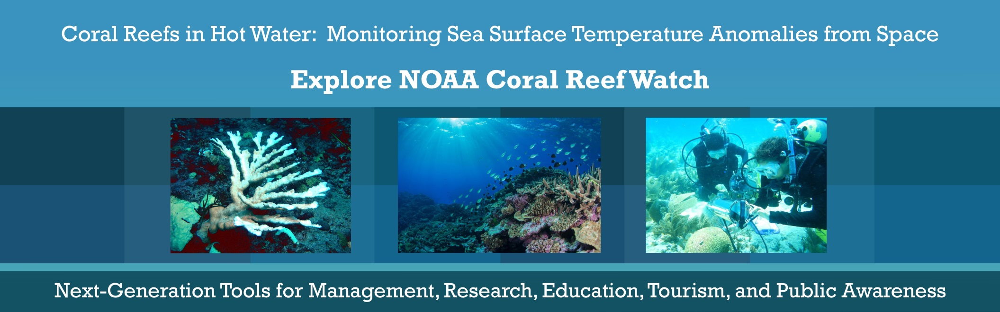 Coral Reefs in Hot Water: Monitoring Sea Surface Temperature Anomalies from Space
Explore NOAA Coral Reef Watch
Next-Generation Tools for Management, Research, Education, Tourism, and Public Awareness